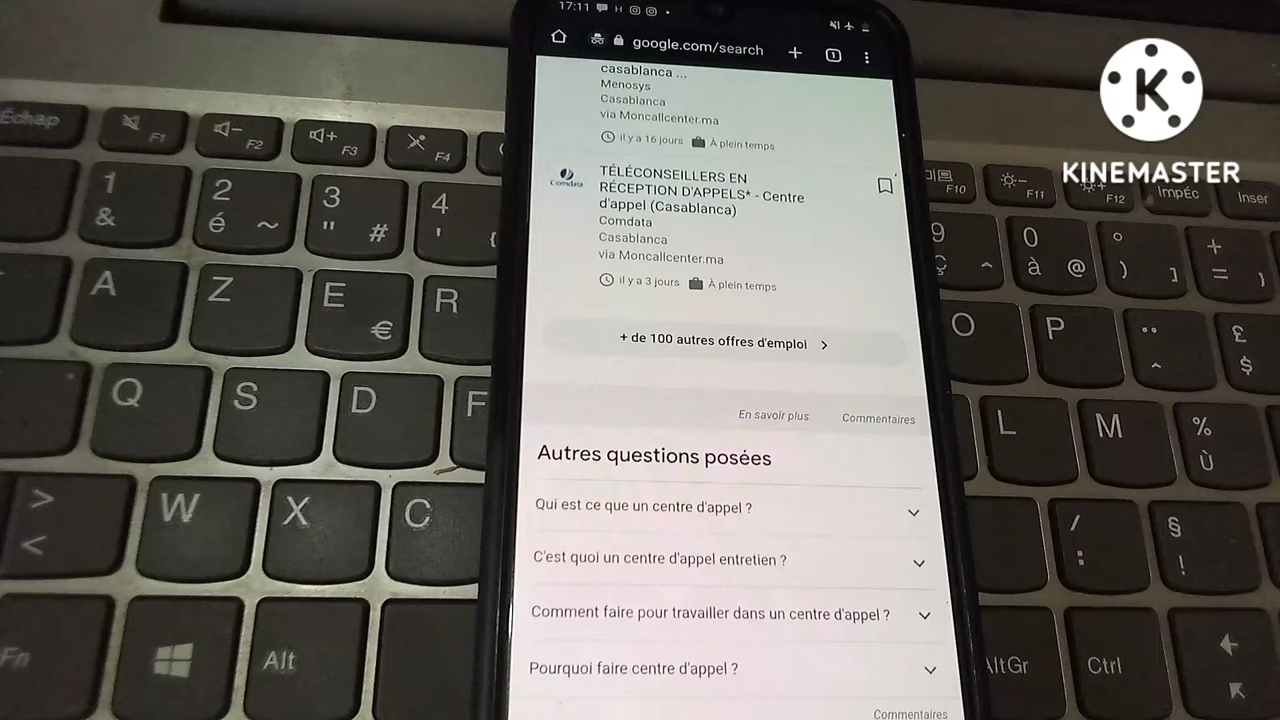 17:11
google.com/search
1
casablanca ...
Menosys
Casablanca
via Moncallcenter.ma
il y a 16 jours À plein temps
Comdata
TÉLÉCONSEILLERS EN
RÉCEPTION D'APPELS* - Centre
d'appel (Casablanca)
Comdata
Casablanca
via Moncallcenter.ma
il y a 3 jours À plein temps
+ de 100 autres offres d'emploi
En savoir plus Commentaires
Autres questions posées
Qui est ce que un centre d'appel ?
C'est quoi un centre d'appel entretien ?
Comment faire pour travailler dans un centre d'appel ?
Pourquoi faire centre d'appel ?
Commentaires
K
KINEMASTER
Échap F1 F2 F3 F4 F10 F11 F12 ImpÉc Inser
1 & 2 é ~ 3 " # 4 ' { 9 ç ^ 0 à @ ° ) ] + = }
A Z E € R O P ¨ ^ £ $
Q S D F L M % Ù
> < W X C / : § !
Fn Alt AltGr Ctrl